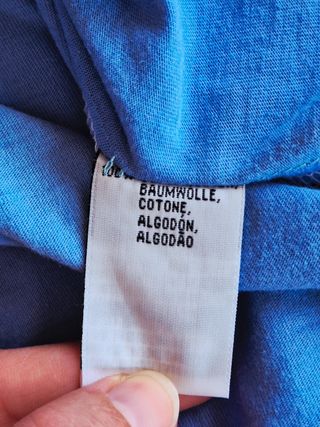 BAUMWOLLE,
COTONE,
ALGODÓN,
ALGODÃO